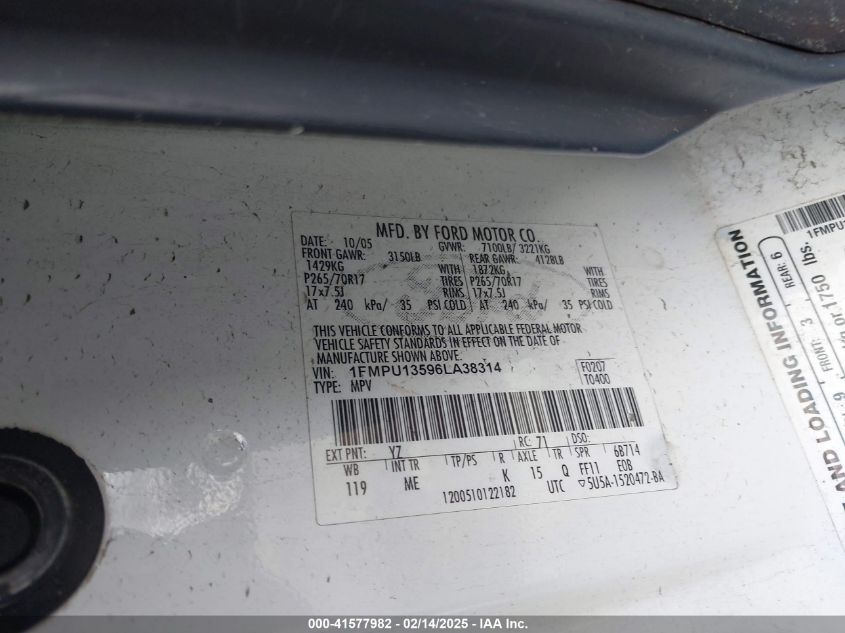 MFD. BY FORD MOTOR CO.
DATE: 10/05 GVWR: 7100LB/ 3221KG
FRONT GAWR: 3150LB REAR GAWR: 4128LB
1429KG WITH 1872KG WITH
P265/70R17 TIRES P265/70R17 TIRES
17x7.5J RIMS 17x7.5J RIMS
AT 240 kPa/ 35 PSI COLD AT 240 kPa/ 35 PSI COLD
THIS VEHICLE CONFORMS TO ALL APPLICABLE FEDERAL MOTOR
VEHICLE SAFETY STANDARDS IN EFFECT ON THE DATE OF
MANUFACTURE SHOWN ABOVE.
VIN: 1FMPU13596LA38314 F0207
TYPE: MPV T0400
EXT PNT: YZ RC: 71 DSO:
WB INT TR TP/PS R AXLE TR SPR 6B714
119 ME K 15 Q FF11 EOB
1200510122182 UTC ▽5U5A-1520472-BA
AND LOADING INFORMATION
FRONT: 3 REAR: 6
1750 lbs.
1FMPU
000-41577982 / 02/14/2025 - IAA Inc.